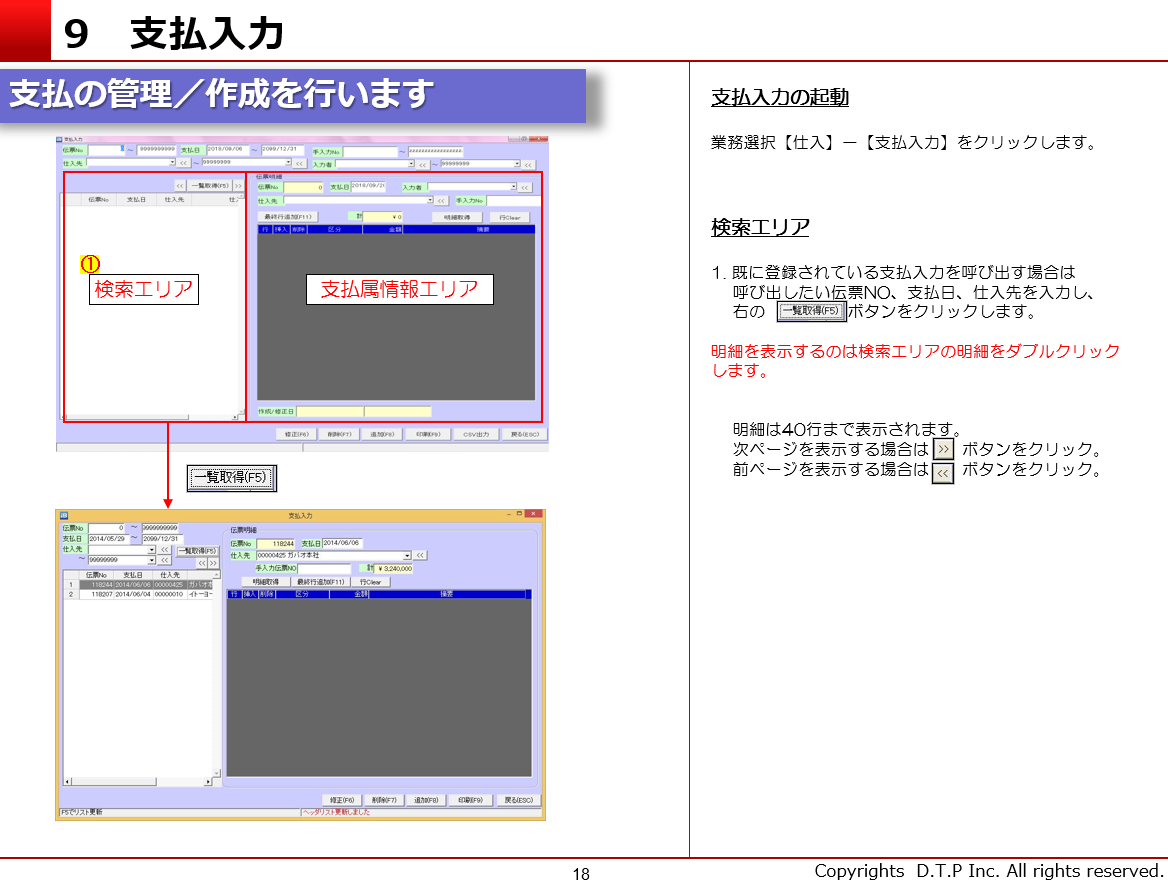 9 支払入力
支払の管理／作成を行います
支払入力
伝票No ～ 9999999999 支払日 2018/09/06 ～ 2099/12/31 手入力No ～ zzzzzzzzzzzzzzzz
仕入先 << ～ 99999999 << 入力者 << ～ 99999999 <<
<< 一覧取得(F5) >>
伝票No 支払日 仕入先
①
検索エリア
伝票明細
伝票No 0 支払日 入力者 <<
仕入先 << 手入力No
最終行追加(F11) 計 ¥0 明細取得 行Clear
行 挿入 削除 区分 金額 摘要
支払属情報エリア
作成/修正日
修正(F6) 削除(F7) 追加(F8) 印刷(F9) CSV出力 戻る(ESC)
一覧取得(F5)
支払入力
伝票No 0 ～ 9999999999
支払日 2014/05/29 ～ 2099/12/31
仕入先 << 一覧取得(F5)
～ 99999999 << << >>
伝票No 支払日 仕入先
1 118244 2014/06/06 00000425 ガバオ本
2 118207 2014/06/04 00000010 イトーヨー
伝票明細
伝票No 118244 支払日 2014/06/06
仕入先 00000425 ガバオ本社 <<
手入力伝票NO 計 ¥3,240,000
明細取得 最終行追加(F11) 行Clear
行 挿入 削除 区分 金額 摘要
修正(F6) 削除(F7) 追加(F8) 印刷(F9) 戻る(ESC)
F5でリスト更新 ヘッダリスト更新しました
支払入力の起動
業務選択【仕入】－【支払入力】をクリックします。
検索エリア
1. 既に登録されている支払入力を呼び出す場合は
呼び出したい伝票NO、支払日、仕入先を入力し、
右の 一覧取得(F5) ボタンをクリックします。
明細を表示するのは検索エリアの明細をダブルクリック
します。
明細は40行まで表示されます。
次ページを表示する場合は >> ボタンをクリック。
前ページを表示する場合は << ボタンをクリック。
18
Copyrights D.T.P Inc. All rights reserved.